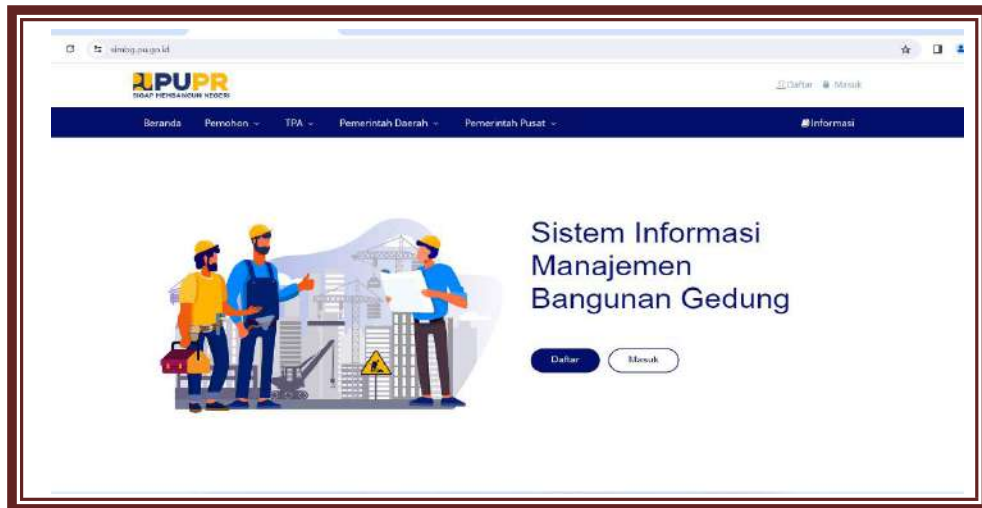 simbg.pu.go.id
PUPR
SIGAP MEMBANGUN NEGERI
Daftar Masuk
Beranda Pemohon TPA Pemerintah Daerah Pemerintah Pusat Informasi
Sistem Informasi
Manajemen
Bangunan Gedung
Daftar Masuk